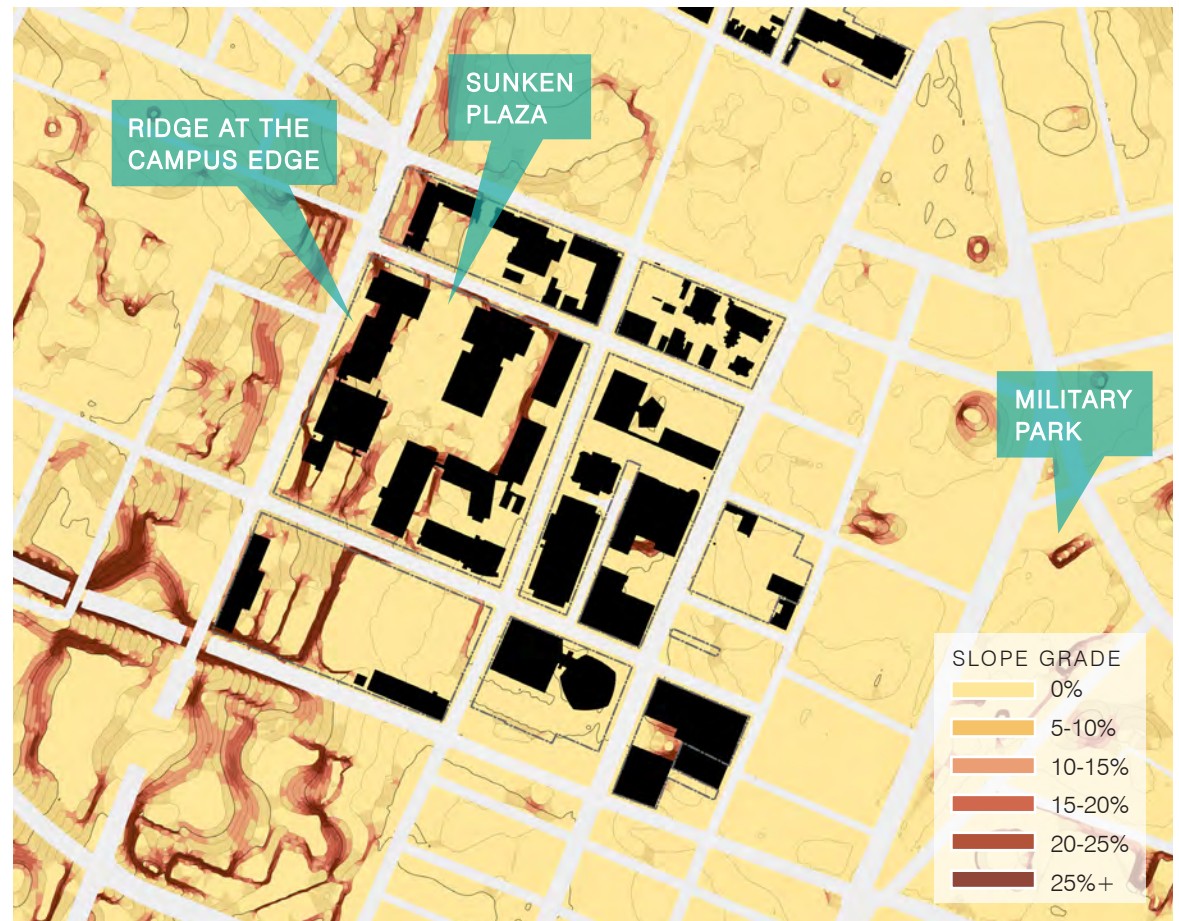 SUNKEN
PLAZA
RIDGE AT THE
CAMPUS EDGE
MILITARY
PARK
SLOPE GRADE
0%
5-10%
10-15%
15-20%
20-25%
25%+